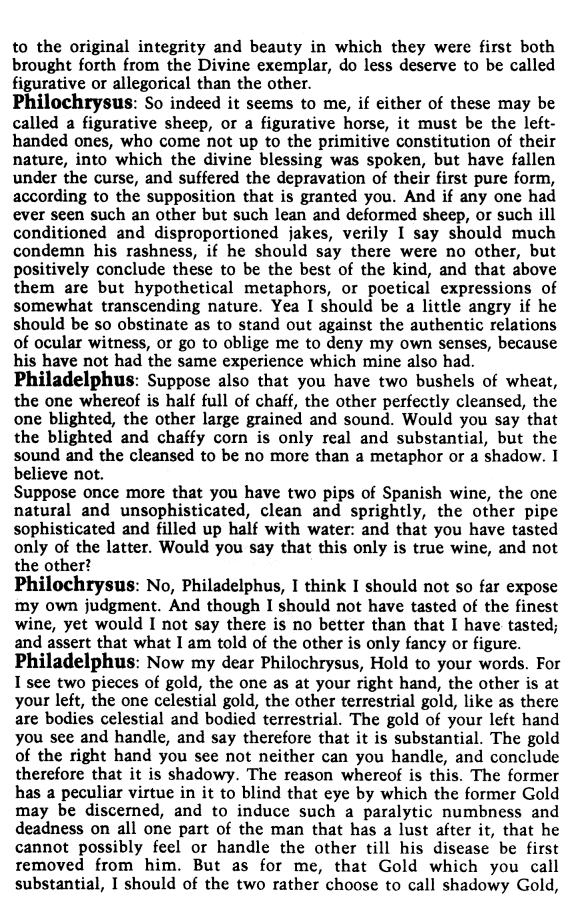 to the original integrity and beauty in which they were first both
brought forth from the Divine exemplar, do less deserve to be called
figurative or allegorical than the other.
Philochrysus: So indeed it seems to me, if either of these may be
called a figurative sheep, or a figurative horse, it must be the left-
handed ones, who come not up to the primitive constitution of their
nature, into which the divine blessing was spoken, but have fallen
under the curse, and suffered the depravation of their first pure form,
according to the supposition that is granted you. And if any one had
ever seen such an other but such lean and deformed sheep, or such ill
conditioned and disproportioned jakes, verily I say should much
condemn his rashness, if he should say there were no other, but
positively conclude these to be the best of the kind, and that above
them are but hypothetical metaphors, or poetical expressions of
somewhat transcending nature. Yea I should be a little angry if he
should be so obstinate as to stand out against the authentic relations
of ocular witness, or go to oblige me to deny my own senses, because
his have not had the same experience which mine also had.
Philadelphus: Suppose also that you have two bushels of wheat,
the one whereof is half full of chaff, the other perfectly cleansed, the
one blighted, the other large grained and sound. Would you say that
the blighted and chaffy corn is only real and substantial, but the
sound and the cleansed to be no more than a metaphor or a shadow. I
believe not.
Suppose once more that you have two pips of Spanish wine, the one
natural and unsophisticated, clean and sprightly, the other pipe
sophisticated and filled up half with water: and that you have tasted
only of the latter. Would you say that this only is true wine, and not
the other?
Philochrysus: No, Philadelphus, I think I should not so far expose
my own judgment. And though I should not have tasted of the finest
wine, yet would I not say there is no better than that I have tasted;
and assert that what I am told of the other is only fancy or figure.
Philadelphus: Now my dear Philochrysus, Hold to your words. For
I see two pieces of gold, the one as at your right hand, the other is at
your left, the one celestial gold, the other terrestrial gold, like as there
are bodies celestial and bodied terrestrial. The gold of your left hand
you see and handle, and say therefore that it is substantial. The gold
of the right hand you see not neither can you handle, and conclude
therefore that it is shadowy. The reason whereof is this. The former
has a peculiar virtue in it to blind that eye by which the former Gold
may be discerned, and to induce such a paralytic numbness and
deadness on all one part of the man that has a lust after it, that he
cannot possibly feel or handle the other till his disease be first
removed from him. But as for me, that Gold which you call
substantial, I should of the two rather choose to call shadowy Gold,